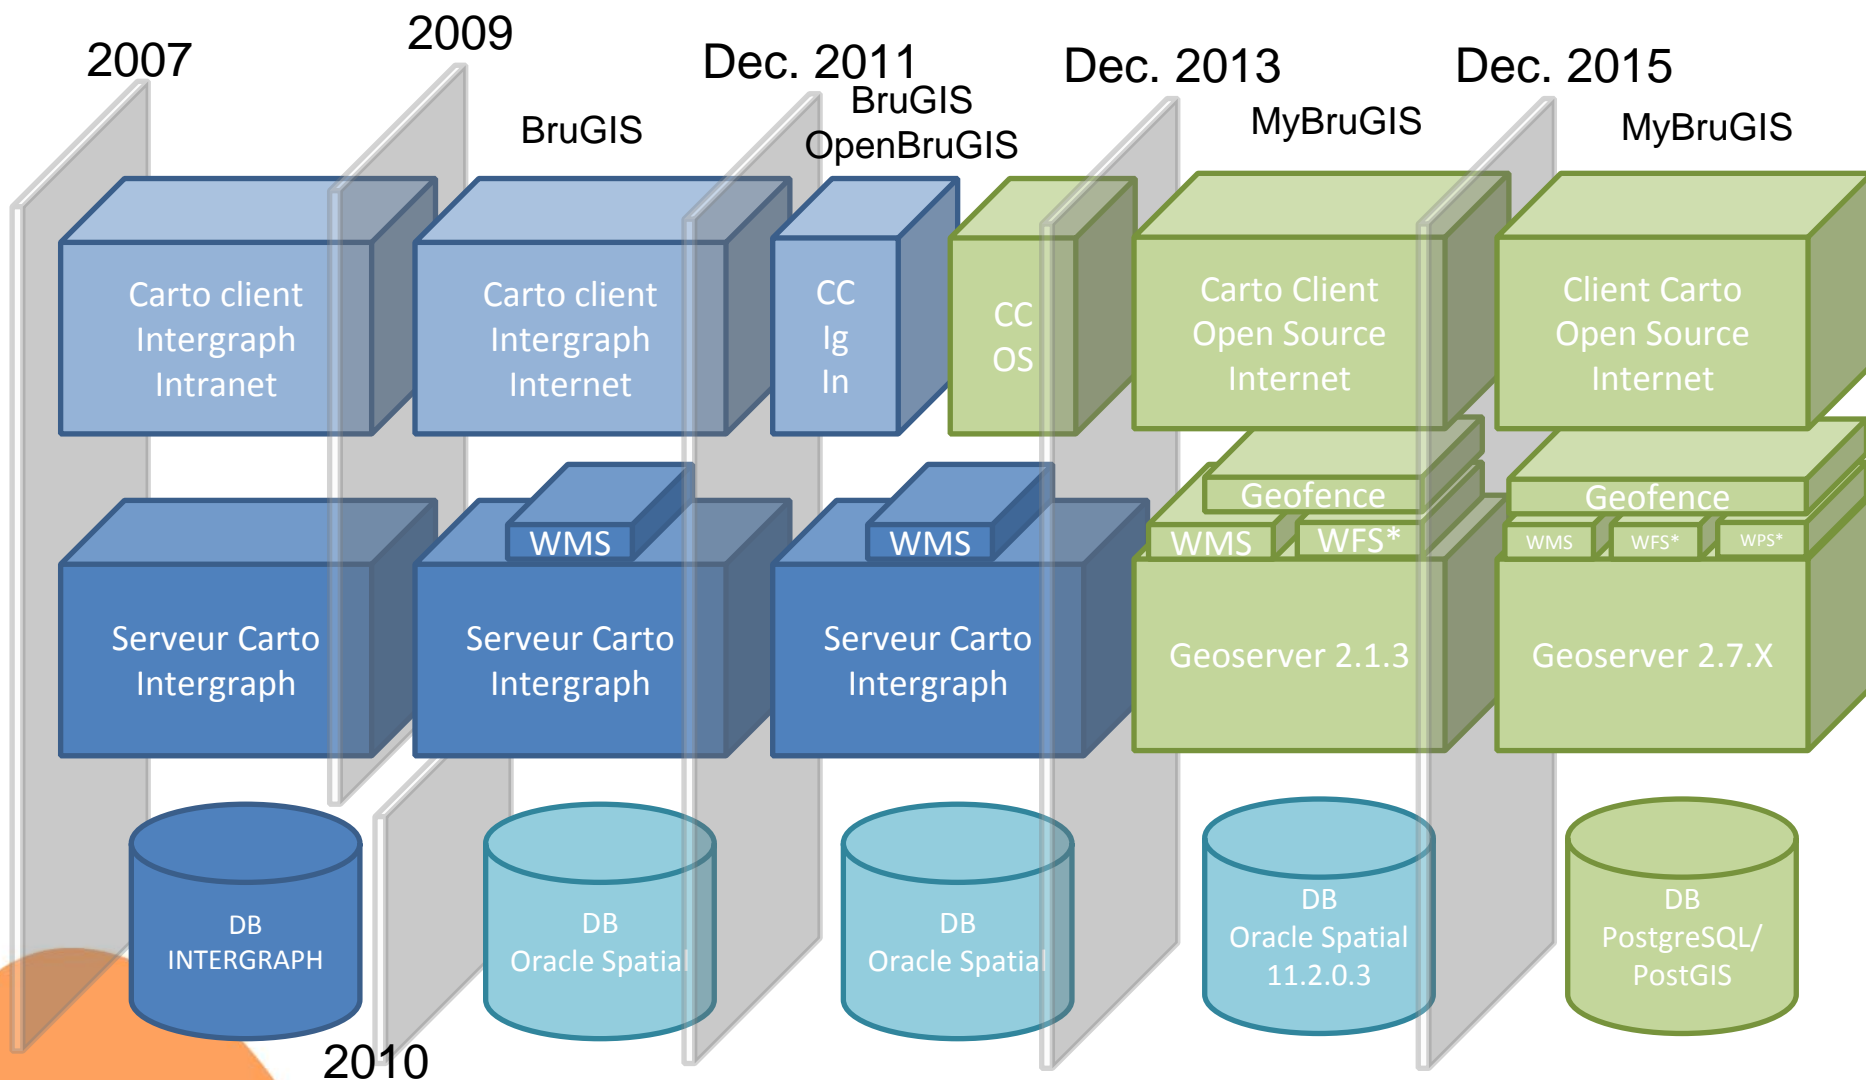 2007
2009
Dec. 2011
Dec. 2013
Dec. 2015
BruGIS
BruGIS
OpenBruGIS
MyBruGIS
MyBruGIS
Carto client
Intergraph
Intranet
Carto client
Intergraph
Internet
CC
Ig
In
CC
OS
Carto Client
Open Source
Internet
Client Carto
Open Source
Internet
WMS
WMS
Geofence
WMS
WFS*
Geofence
WMS
WFS*
WPS*
Serveur Carto
Intergraph
Serveur Carto
Intergraph
Serveur Carto
Intergraph
Geoserver 2.1.3
Geoserver 2.7.X
DB
INTERGRAPH
DB
Oracle Spatial
DB
Oracle Spatial
DB
Oracle Spatial
11.2.0.3
DB
PostgreSQL/
PostGIS
2010